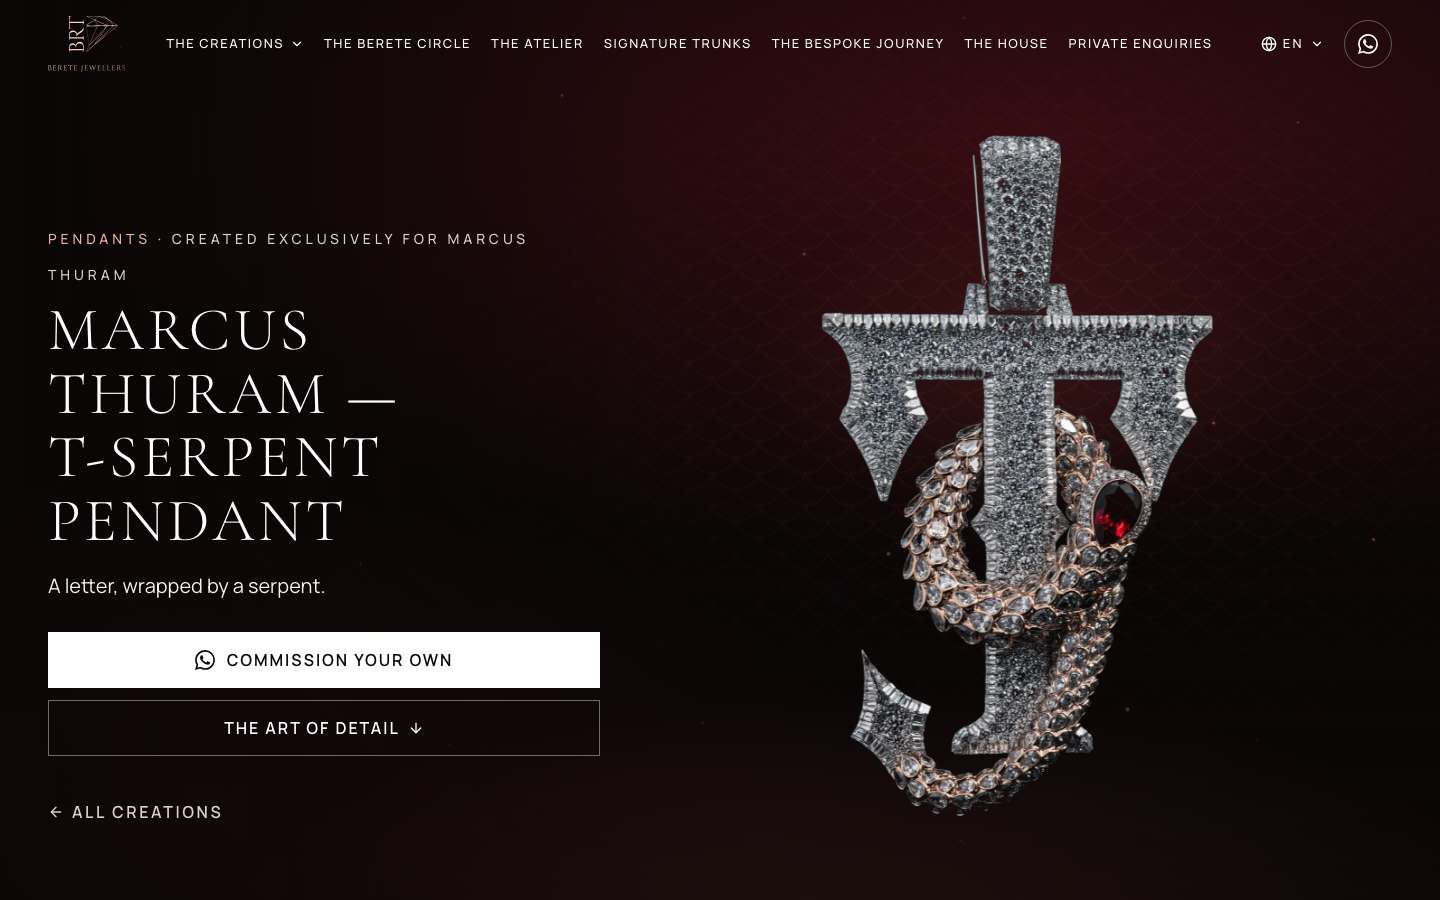 BRT
BERETE JEWELLERS
THE CREATIONS
THE BERETE CIRCLE
THE ATELIER
SIGNATURE TRUNKS
THE BESPOKE JOURNEY
THE HOUSE
PRIVATE ENQUIRIES
EN
PENDANTS · CREATED EXCLUSIVELY FOR MARCUS
THURAM
MARCUS
THURAM —
T-SERPENT
PENDANT
A letter, wrapped by a serpent.
COMMISSION YOUR OWN
THE ART OF DETAIL ↓
← ALL CREATIONS